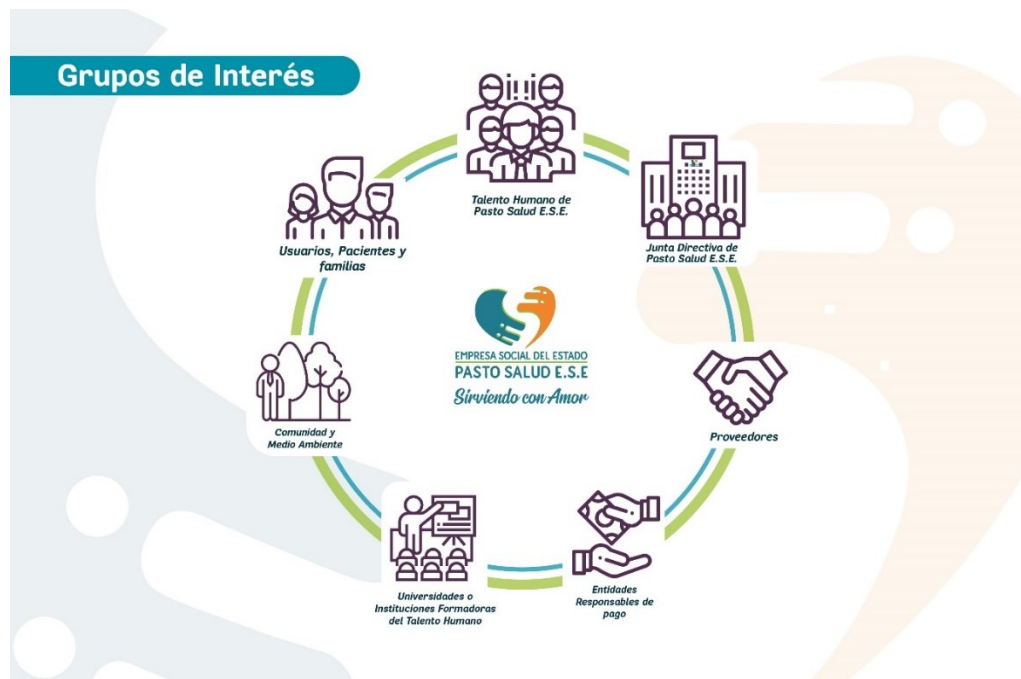 Grupos de Interés
Talento Humano de
Pasto Salud E.S.E.
Junta Directiva de
Pasto Salud E.S.E.
Proveedores
Entidades
Responsables de
pago
Universidades o
Instituciones Formadoras
del Talento Humano
Comunidad y
Medio Ambiente
Usuarios, Pacientes y
familias
EMPRESA SOCIAL DEL ESTADO
PASTO SALUD E.S.E
Sirviendo con Amor